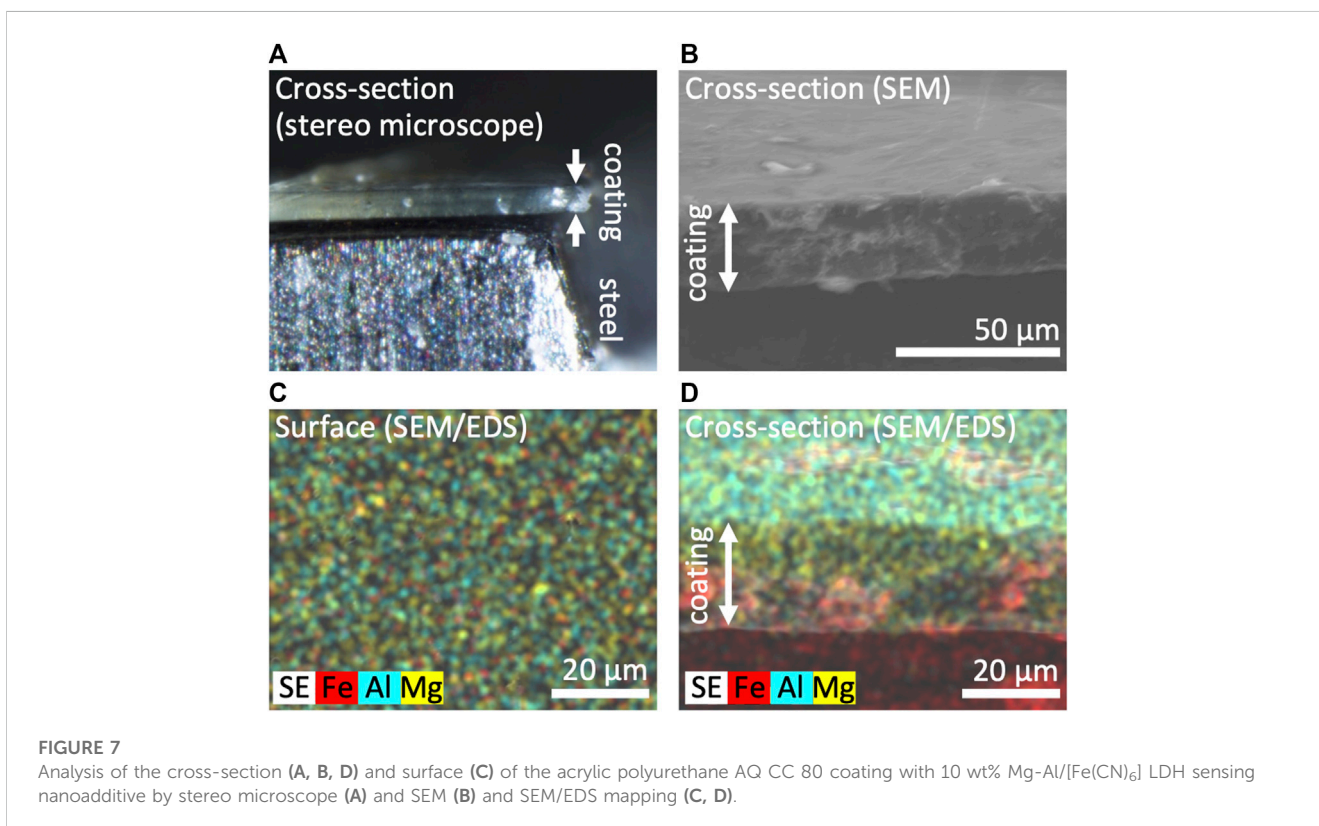 A
Cross-section
(stereo microscope)
coating
steel
B
Cross-section (SEM)
coating
50 μm
C
Surface (SEM/EDS)
SE Fe Al Mg
20 μm
D
Cross-section (SEM/EDS)
coating
SE Fe Al Mg
20 μm
FIGURE 7
Analysis of the cross-section (A, B, D) and surface (C) of the acrylic polyurethane AQ CC 80 coating with 10 wt% Mg-Al/[Fe(CN)₆] LDH sensing
nanoadditive by stereo microscope (A) and SEM (B) and SEM/EDS mapping (C, D).